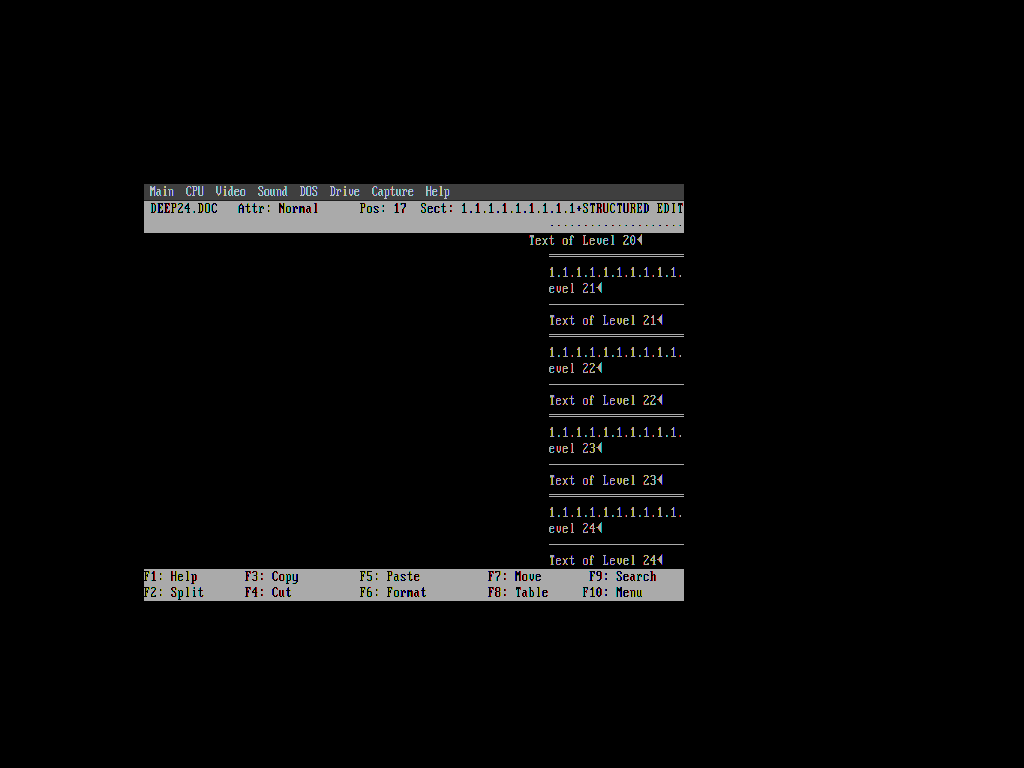 Main CPU Video Sound DOS Drive Capture Help
DEEP24.DOC Attr: Normal Pos: 17 Sect: 1.1.1.1.1.1.1.1.1+STRUCTURED EDIT
Text of Level 20
1.1.1.1.1.1.1.1.1.1.
evel 21
Text of Level 21
1.1.1.1.1.1.1.1.1.1.
evel 22
Text of Level 22
1.1.1.1.1.1.1.1.1.1.
evel 23
Text of Level 23
1.1.1.1.1.1.1.1.1.1.
evel 24
Text of Level 24
F1: Help F3: Copy F5: Paste F7: Move F9: Search
F2: Split F4: Cut F6: Format F8: Table F10: Menu